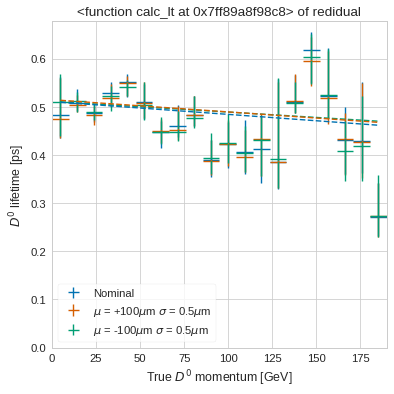 <function calc_lt at 0x7ff89a8f98c8> of redidual
0.6
0.5
0.4
0.3
0.2
0.1
0.0
D⁰ lifetime [ps]
Nominal
μ = +100μm σ = 0.5μm
μ = -100μm σ = 0.5μm
0 25 50 75 100 125 150 175
True D⁰ momentum [GeV]